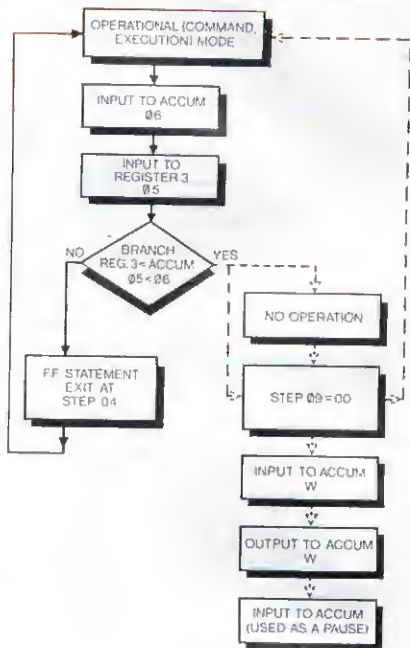 OPERATIONAL (COMMAND,
EXECUTION) MODE
INPUT TO ACCUM
Ø6
INPUT TO
REGISTER 3
Ø5
NO
BRANCH
REG. 3 < ACCUM
Ø5 < Ø6
YES
NO OPERATION
FF STATEMENT
EXIT AT
STEP 04
STEP Ø9 = 00
INPUT TO ACCUM
W
OUTPUT TO ACCUM
W
INPUT TO ACCUM
(USED AS A PAUSE)